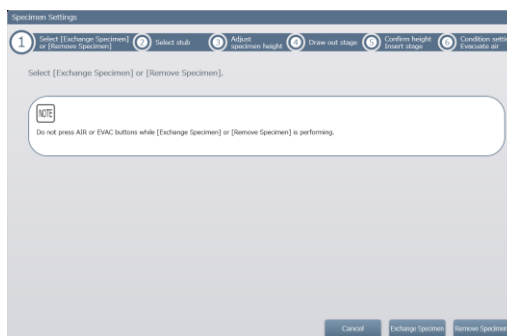 Specimen Settings
1 Select [Exchange Specimen] or [Remove Specimen]
2 Select stub
3 Adjust specimen height
4 Draw out stage
5 Confirm height Insert stage
6 Condition setti Evacuate air
Select [Exchange Specimen] or [Remove Specimen].
NOTE
Do not press AIR or EVAC buttons while [Exchange Specimen] or [Remove Specimen] is performing.
Cancel Exchange Specimen Remove Specimen